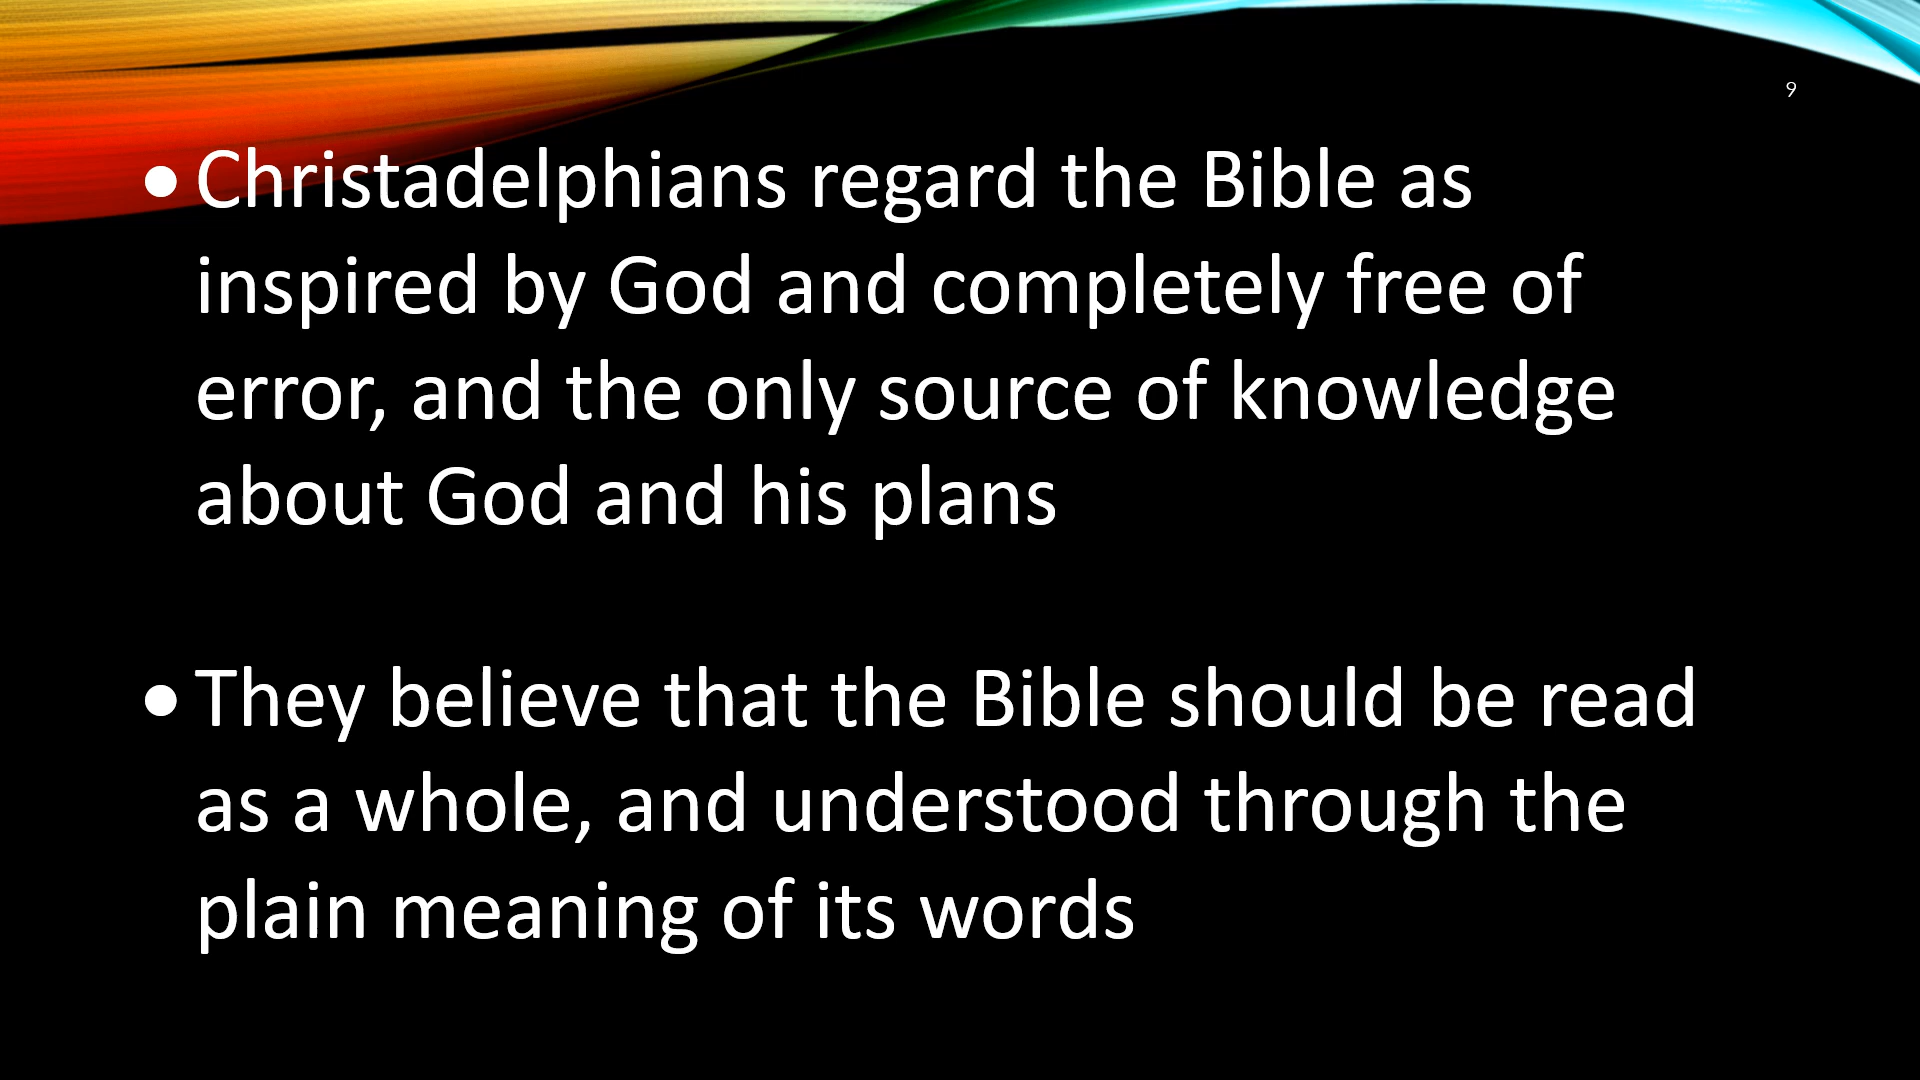 9
• Christadelphians regard the Bible as
inspired by God and completely free of
error, and the only source of knowledge
about God and his plans
• They believe that the Bible should be read
as a whole, and understood through the
plain meaning of its words